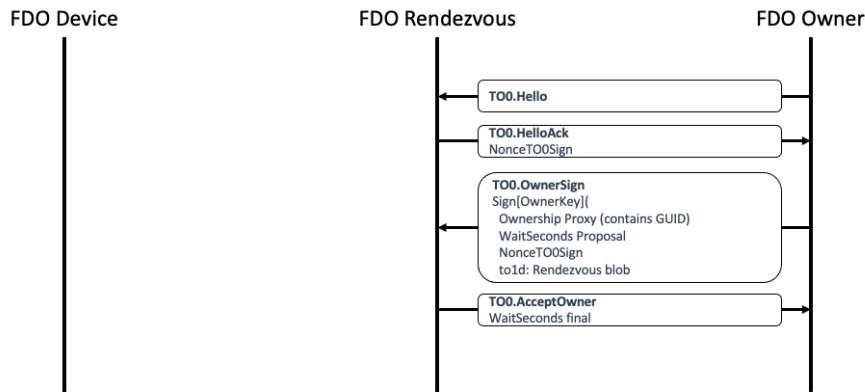 FDO Device
FDO Rendezvous
FDO Owner
TO0.Hello
TO0.HelloAck
NonceTO0Sign
TO0.OwnerSign
Sign[OwnerKey](
Ownership Proxy (contains GUID)
WaitSeconds Proposal
NonceTO0Sign
to1d: Rendezvous blob
TO0.AcceptOwner
WaitSeconds final